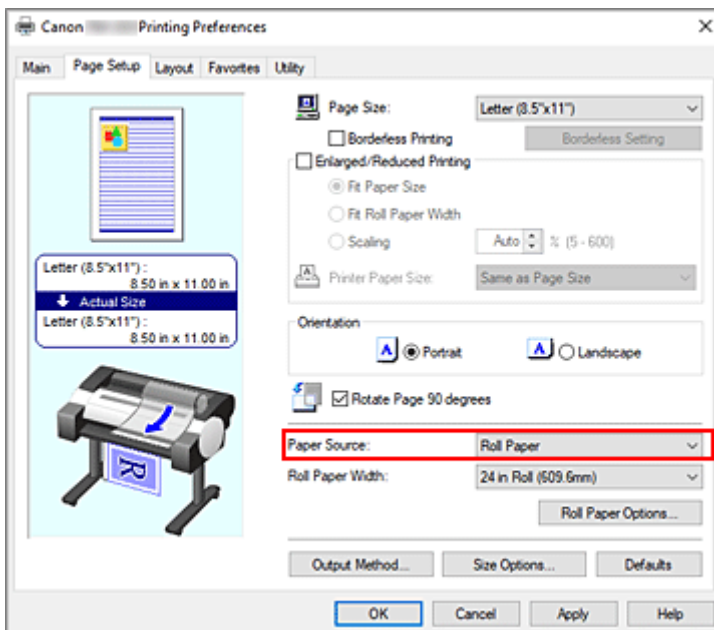 Canon Printing Preferences
Main Page Setup Layout Favorites Utility
Page Size: Letter (8.5"x11")
Borderless Printing Borderless Setting
Enlarged/Reduced Printing
Fit Paper Size
Fit Roll Paper Width
Scaling Auto % (5 - 600)
Printer Paper Size: Same as Page Size
Letter (8.5"x11") :
8.50 in x 11.00 in
Actual Size
Letter (8.5"x11") :
8.50 in x 11.00 in
Orientation
A Portrait A Landscape
Rotate Page 90 degrees
R
Paper Source: Roll Paper
Roll Paper Width: 24 in Roll (609.6mm)
Roll Paper Options...
Output Method... Size Options... Defaults
OK Cancel Apply Help